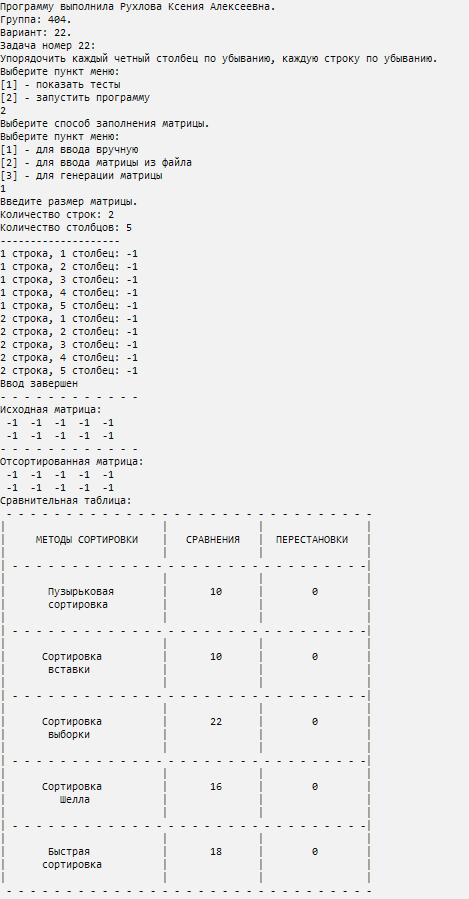 Программу выполнила Рухлова Ксения Алексеевна.
Группа: 404.
Вариант: 22.
Задача номер 22:
Упорядочить каждый четный столбец по убыванию, каждую строку по убыванию.
Выберите пункт меню:
[1] - показать тесты
[2] - запустить программу
2
Выберите способ заполнения матрицы.
Выберите пункт меню:
[1] - для ввода вручную
[2] - для ввода матрицы из файла
[3] - для генерации матрицы
1
Введите размер матрицы.
Количество строк: 2
Количество столбцов: 5
--------------------
1 строка, 1 столбец: -1
1 строка, 2 столбец: -1
1 строка, 3 столбец: -1
1 строка, 4 столбец: -1
1 строка, 5 столбец: -1
2 строка, 1 столбец: -1
2 строка, 2 столбец: -1
2 строка, 3 столбец: -1
2 строка, 4 столбец: -1
2 строка, 5 столбец: -1
Ввод завершен
- - - - - - - - - - - -
Исходная матрица:
-1 -1 -1 -1 -1
-1 -1 -1 -1 -1
- - - - - - - - - - - -
Отсортированная матрица:
-1 -1 -1 -1 -1
-1 -1 -1 -1 -1
Сравнительная таблица:
МЕТОДЫ СОРТИРОВКИ | СРАВНЕНИЯ | ПЕРЕСТАНОВКИ
Пузырьковая | 10 | 0
сортировка
Сортировка | 10 | 0
вставки
Сортировка | 22 | 0
выборки
Сортировка | 16 | 0
Шелла
Быстрая | 18 | 0
сортировка